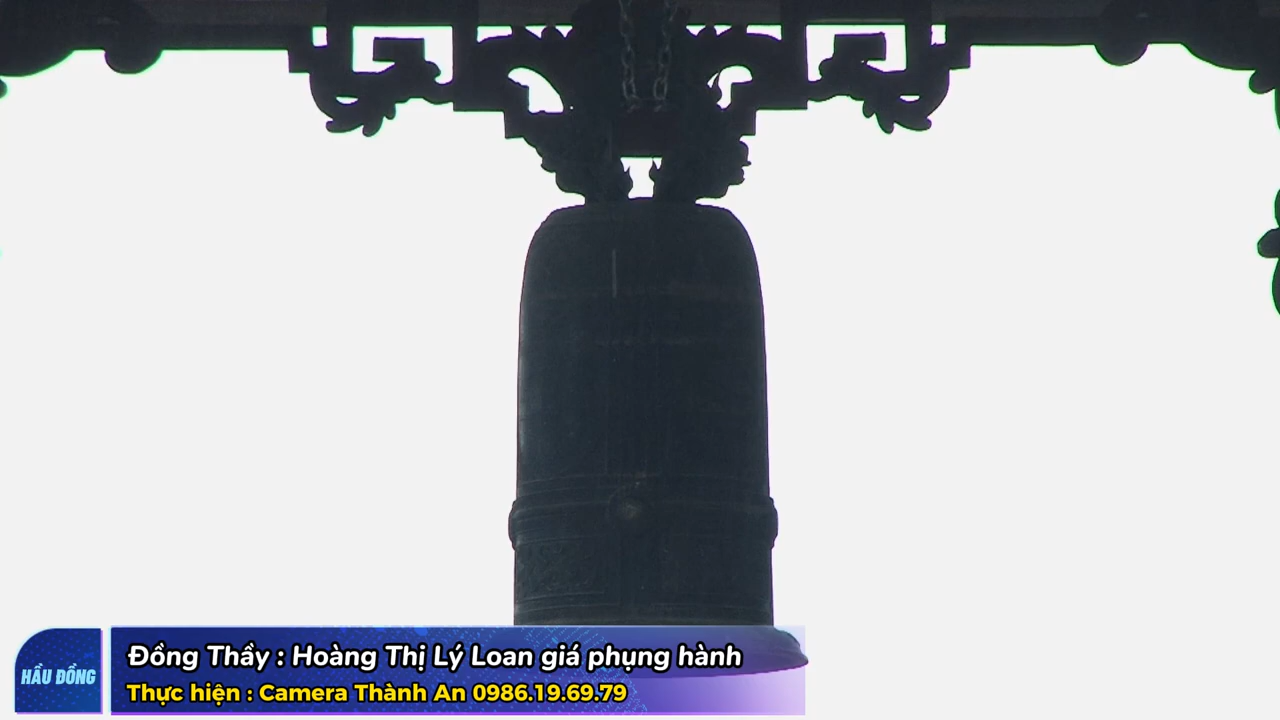 Đồng Thầy : Hoàng Thị Lý Loan giá phụng hành
HẦU ĐỒNG
Thực hiện : Camera Thành An 0986.19.69.79